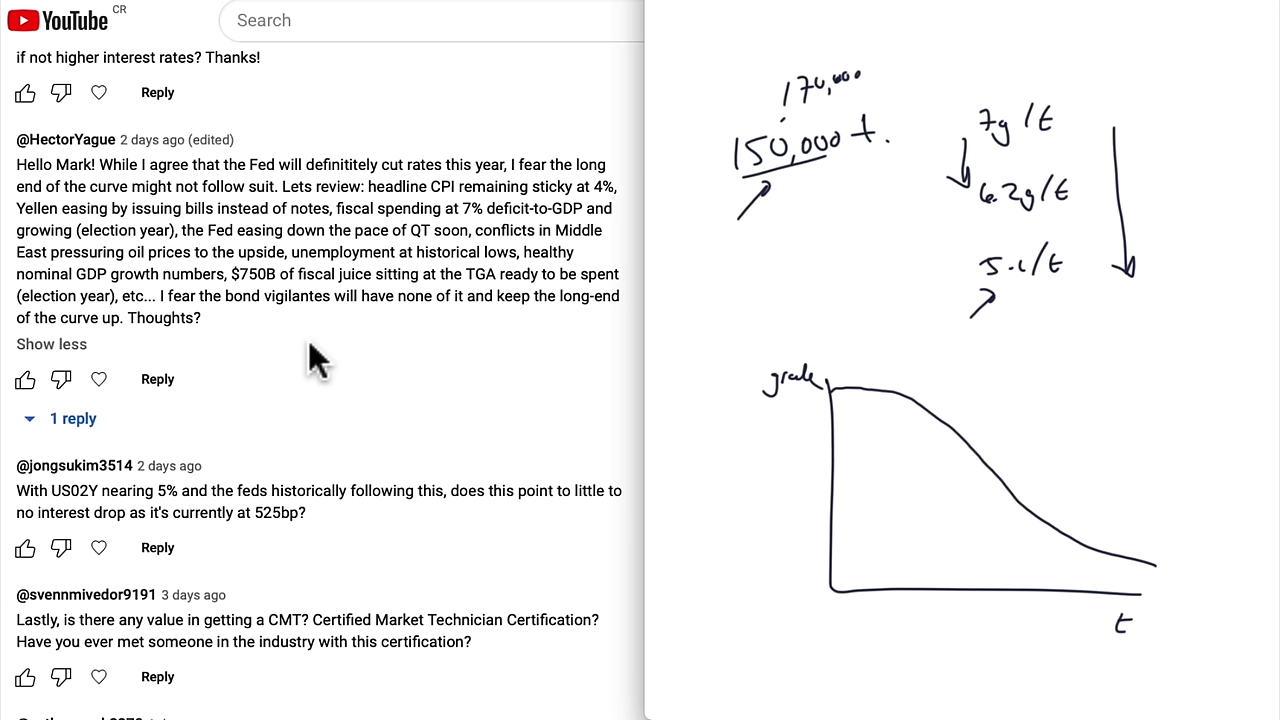 YouTube CR
Search
if not higher interest rates? Thanks!
Reply
@HectorYague 2 days ago (edited)
Hello Mark! While I agree that the Fed will definititely cut rates this year, I fear the long
end of the curve might not follow suit. Lets review: headline CPI remaining sticky at 4%,
Yellen easing by issuing bills instead of notes, fiscal spending at 7% deficit-to-GDP and
growing (election year), the Fed easing down the pace of QT soon, conflicts in Middle
East pressuring oil prices to the upside, unemployment at historical lows, healthy
nominal GDP growth numbers, $750B of fiscal juice sitting at the TGA ready to be spent
(election year), etc... I fear the bond vigilantes will have none of it and keep the long-end
of the curve up. Thoughts?
Show less
Reply
1 reply
@jongsukim3514 2 days ago
With US02Y nearing 5% and the feds historically following this, does this point to little to
no interest drop as it's currently at 525bp?
Reply
@svennmivedor9191 3 days ago
Lastly, is there any value in getting a CMT? Certified Market Technician Certification?
Have you ever met someone in the industry with this certification?
Reply
170,000
150,000 t.
7g/t
6.2g/t
grade
t